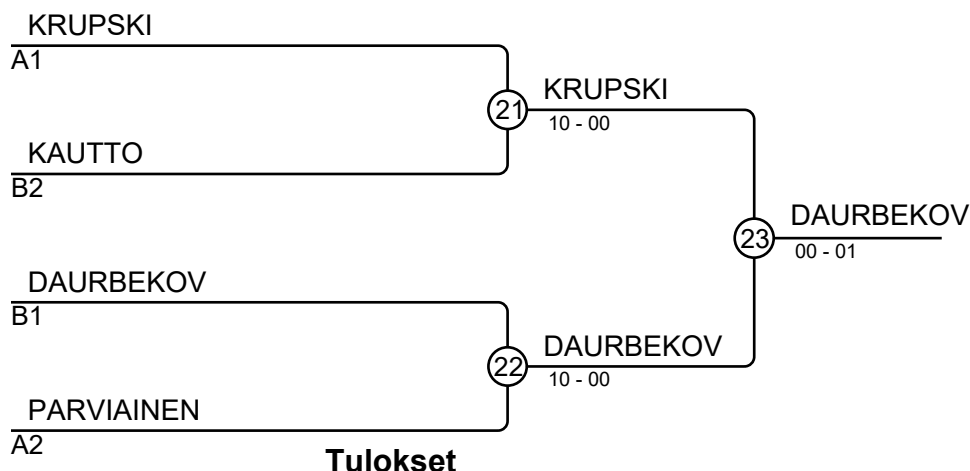 KRUPSKI
A1
21
KRUPSKI
10 - 00
KAUTTO
B2
23
DAURBEKOV
00 - 01
DAURBEKOV
B1
22
DAURBEKOV
10 - 00
PARVIAINEN
A2
Tulokset